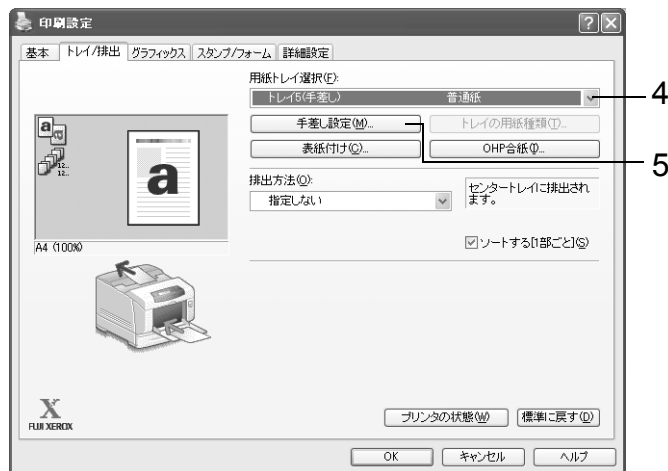 印刷設定
基本 トレイ/排出 グラフィックス スタンプ/フォーム 詳細設定
用紙トレイ選択(F):
トレイ5(手差し) 普通紙
4
手差し設定(M)... トレイの用紙種類(T)...
表紙付け(C)... OHP合紙(I)...
5
排出方法(O):
指定しない
センタートレイに排出され
ます。
ソートする[1部ごと](S)
a
12..
12..
a
A4 (100%)
X
FUJI XEROX
プリンタの状態(W) 標準に戻す(D)
OK キャンセル ヘルプ